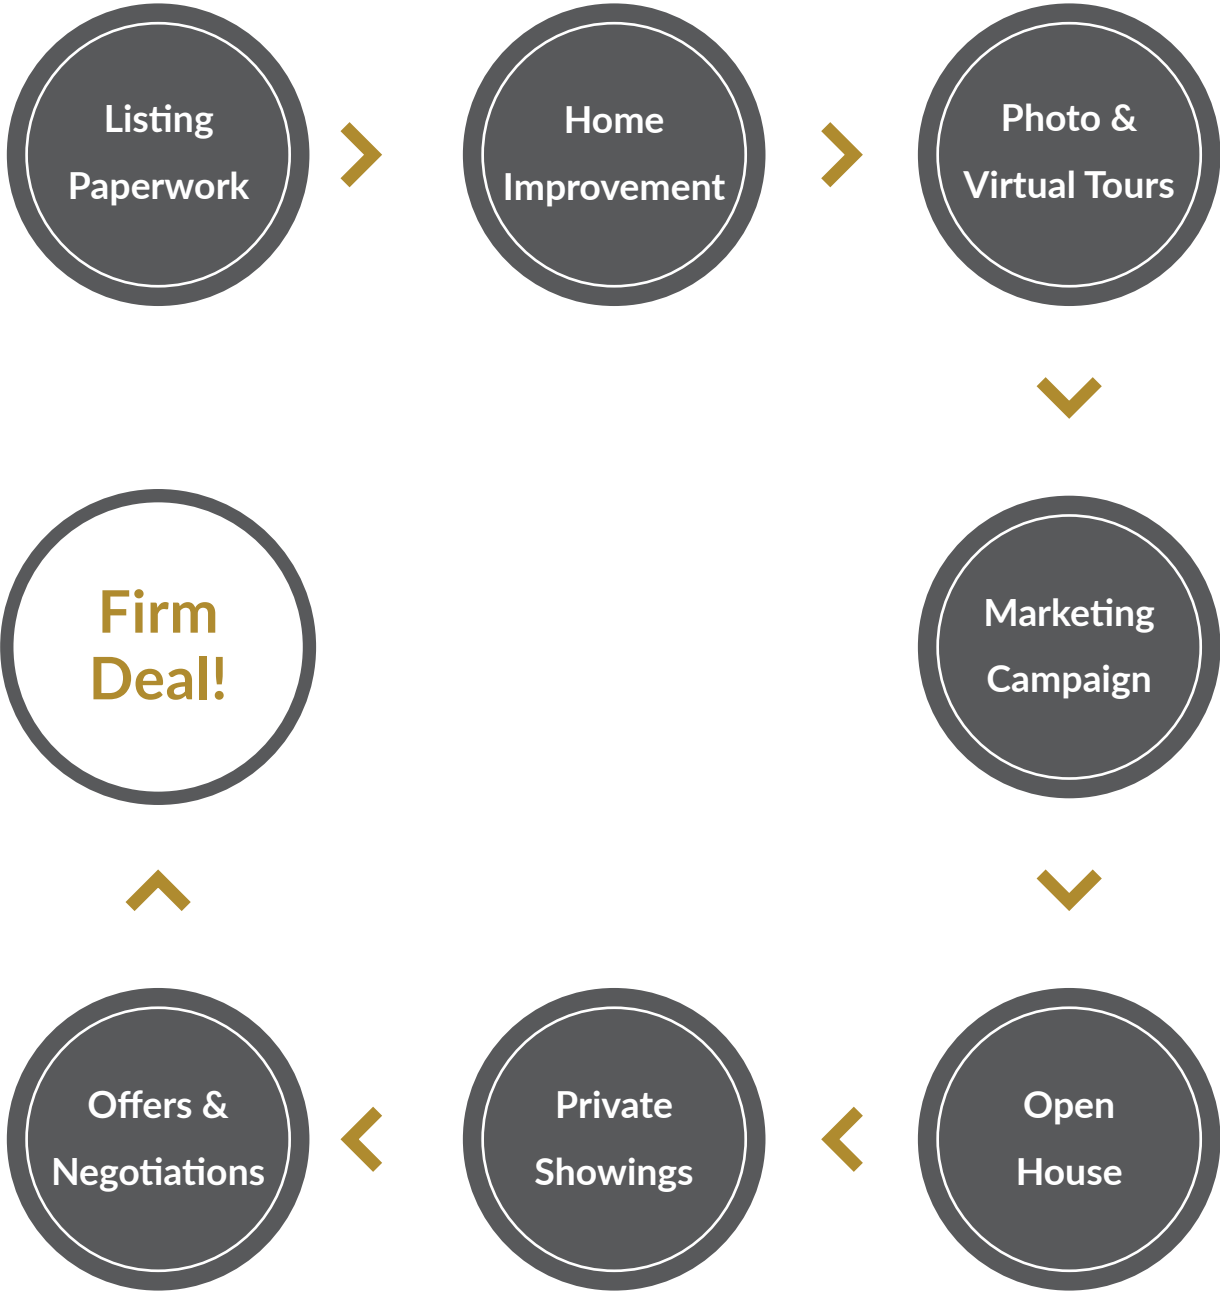 Listing
Paperwork
Home
Improvement
Photo &
Virtual Tours
Marketing
Campaign
Open
House
Private
Showings
Offers &
Negotiations
Firm
Deal!